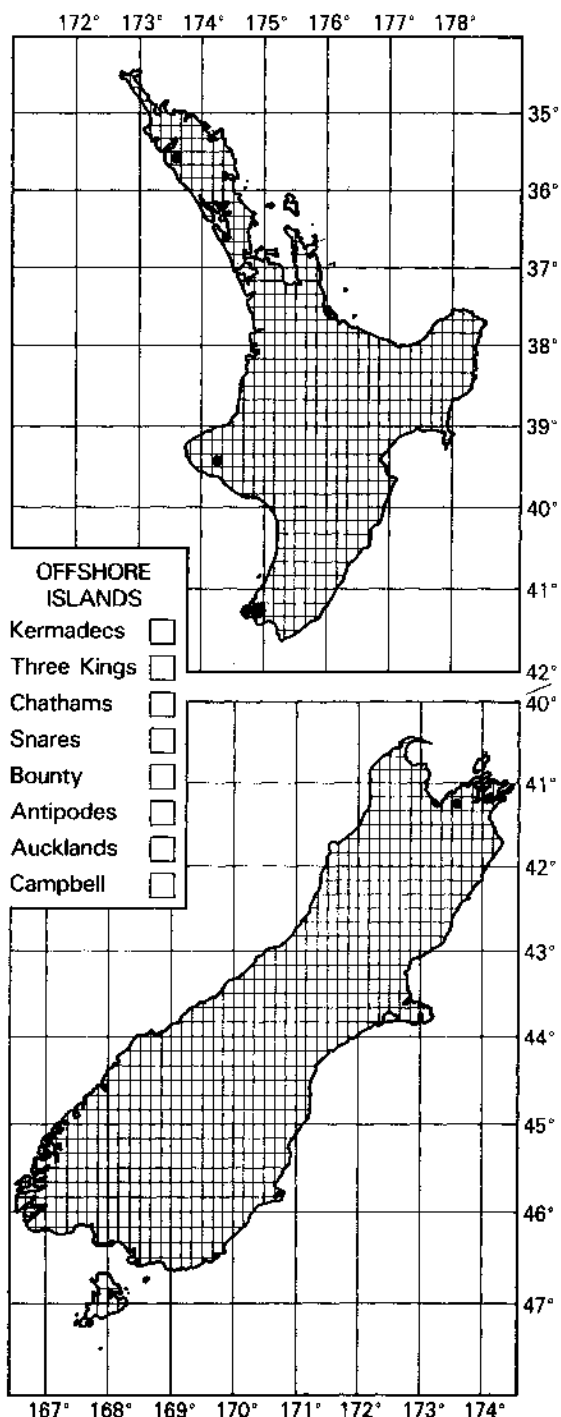 172° 173° 174° 175° 176° 177° 178°
35°
36°
37°
38°
39°
40°
41°
42°
OFFSHORE
ISLANDS
Kermadecs
Three Kings
Chathams
Snares
Bounty
Antipodes
Aucklands
Campbell
40°
41°
42°
43°
44°
45°
46°
47°
167° 168° 169° 170° 171° 172° 173° 174°